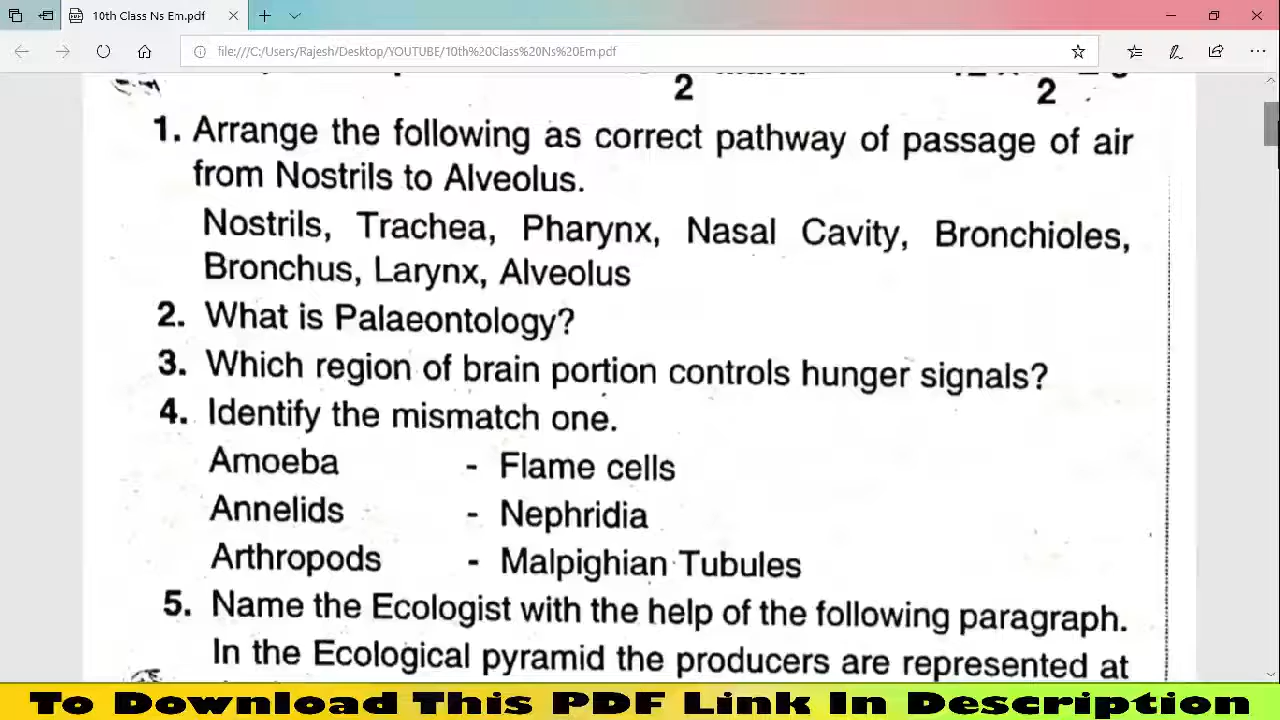 10th Class Ns Em.pdf
file:///C:/Users/Rajesh/Desktop/YOUTUBE/10th%20Class%20Ns%20Em.pdf
2
2
1. Arrange the following as correct pathway of passage of air
from Nostrils to Alveolus.
Nostrils, Trachea, Pharynx, Nasal Cavity, Bronchioles,
Bronchus, Larynx, Alveolus
2. What is Palaeontology?
3. Which region of brain portion controls hunger signals?
4. Identify the mismatch one.
Amoeba - Flame cells
Annelids - Nephridia
Arthropods - Malpighian Tubules
5. Name the Ecologist with the help of the following paragraph.
In the Ecological pyramid the producers are represented at
To Download This PDF Link In Description